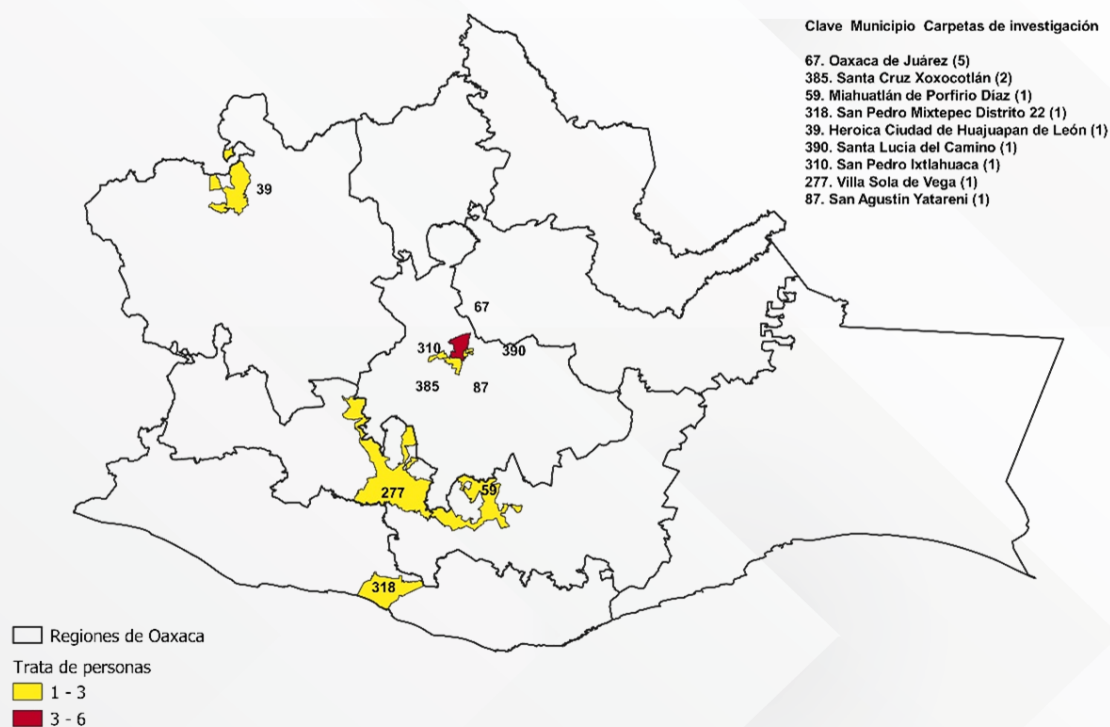 Clave Municipio Carpetas de investigación
67. Oaxaca de Juárez (5)
385. Santa Cruz Xoxocotlán (2)
59. Miahuatlán de Porfirio Díaz (1)
318. San Pedro Mixtepec Distrito 22 (1)
39. Heroica Ciudad de Huajuapan de León (1)
390. Santa Lucía del Camino (1)
310. San Pedro Ixtlahuaca (1)
277. Villa Sola de Vega (1)
87. San Agustín Yatareni (1)
39
67
310
390
385
87
277
59
318
Regiones de Oaxaca
Trata de personas
1 - 3
3 - 6